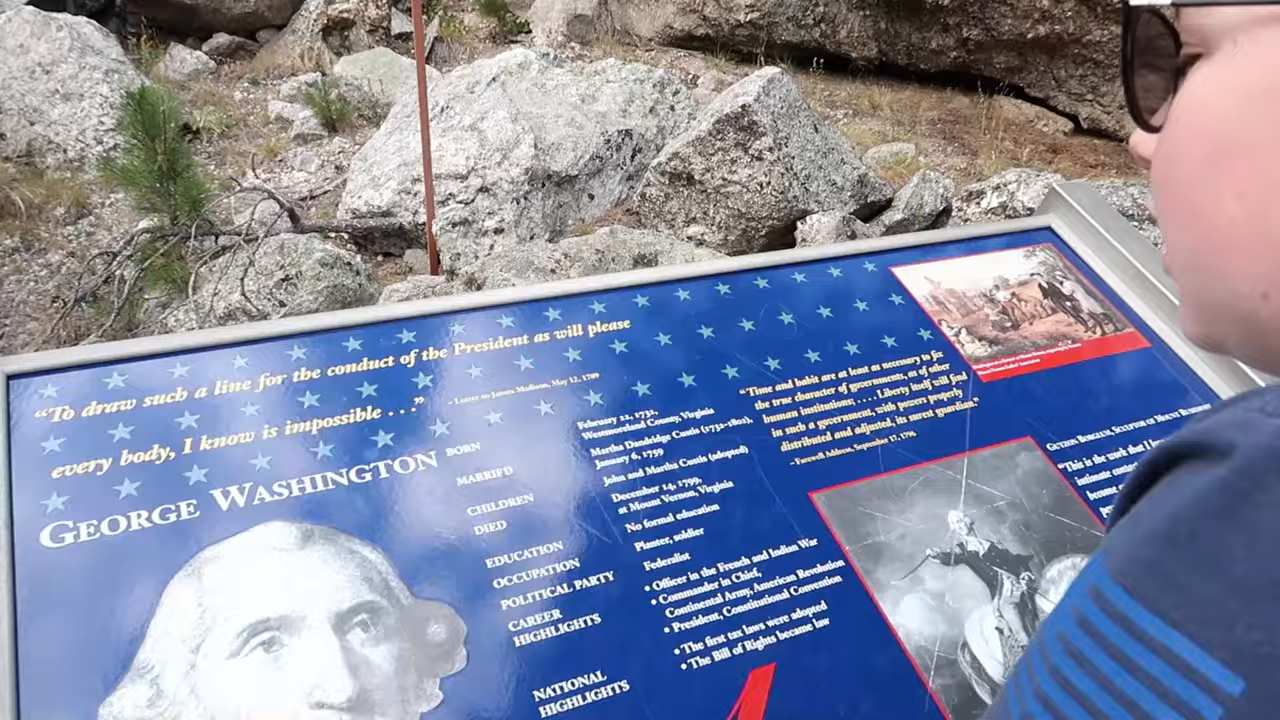 “To draw such a line for the conduct of the President as will please
every body, I know is impossible . . .”
- Letter to James Madison, May 12, 1789
GEORGE WASHINGTON
BORN
February 22, 1732,
Westmoreland County, Virginia
MARRIED
Martha Dandridge Custis (1732-1802),
January 6, 1759
CHILDREN
John and Martha Custis (adopted)
DIED
December 14, 1799,
at Mount Vernon, Virginia
EDUCATION
No formal education
OCCUPATION
Planter, soldier
POLITICAL PARTY
Federalist
CAREER
HIGHLIGHTS
• Officer in the French and Indian War
• Commander in Chief,
Continental Army, American Revolution
• President, Constitutional Convention
NATIONAL
HIGHLIGHTS
• The first tax laws were adopted
• The Bill of Rights became law
“Time and habit are at least as necessary to fix
the true character of governments, as of other
human institutions; . . . . Liberty itself will find
in such a government, with powers properly
distributed and adjusted, its surest guardian.”
- Farewell Address, September 17, 1796
GUTZON BORGLUM, SCULPTOR OF MOUNT
“This is the work that I
intimate
become